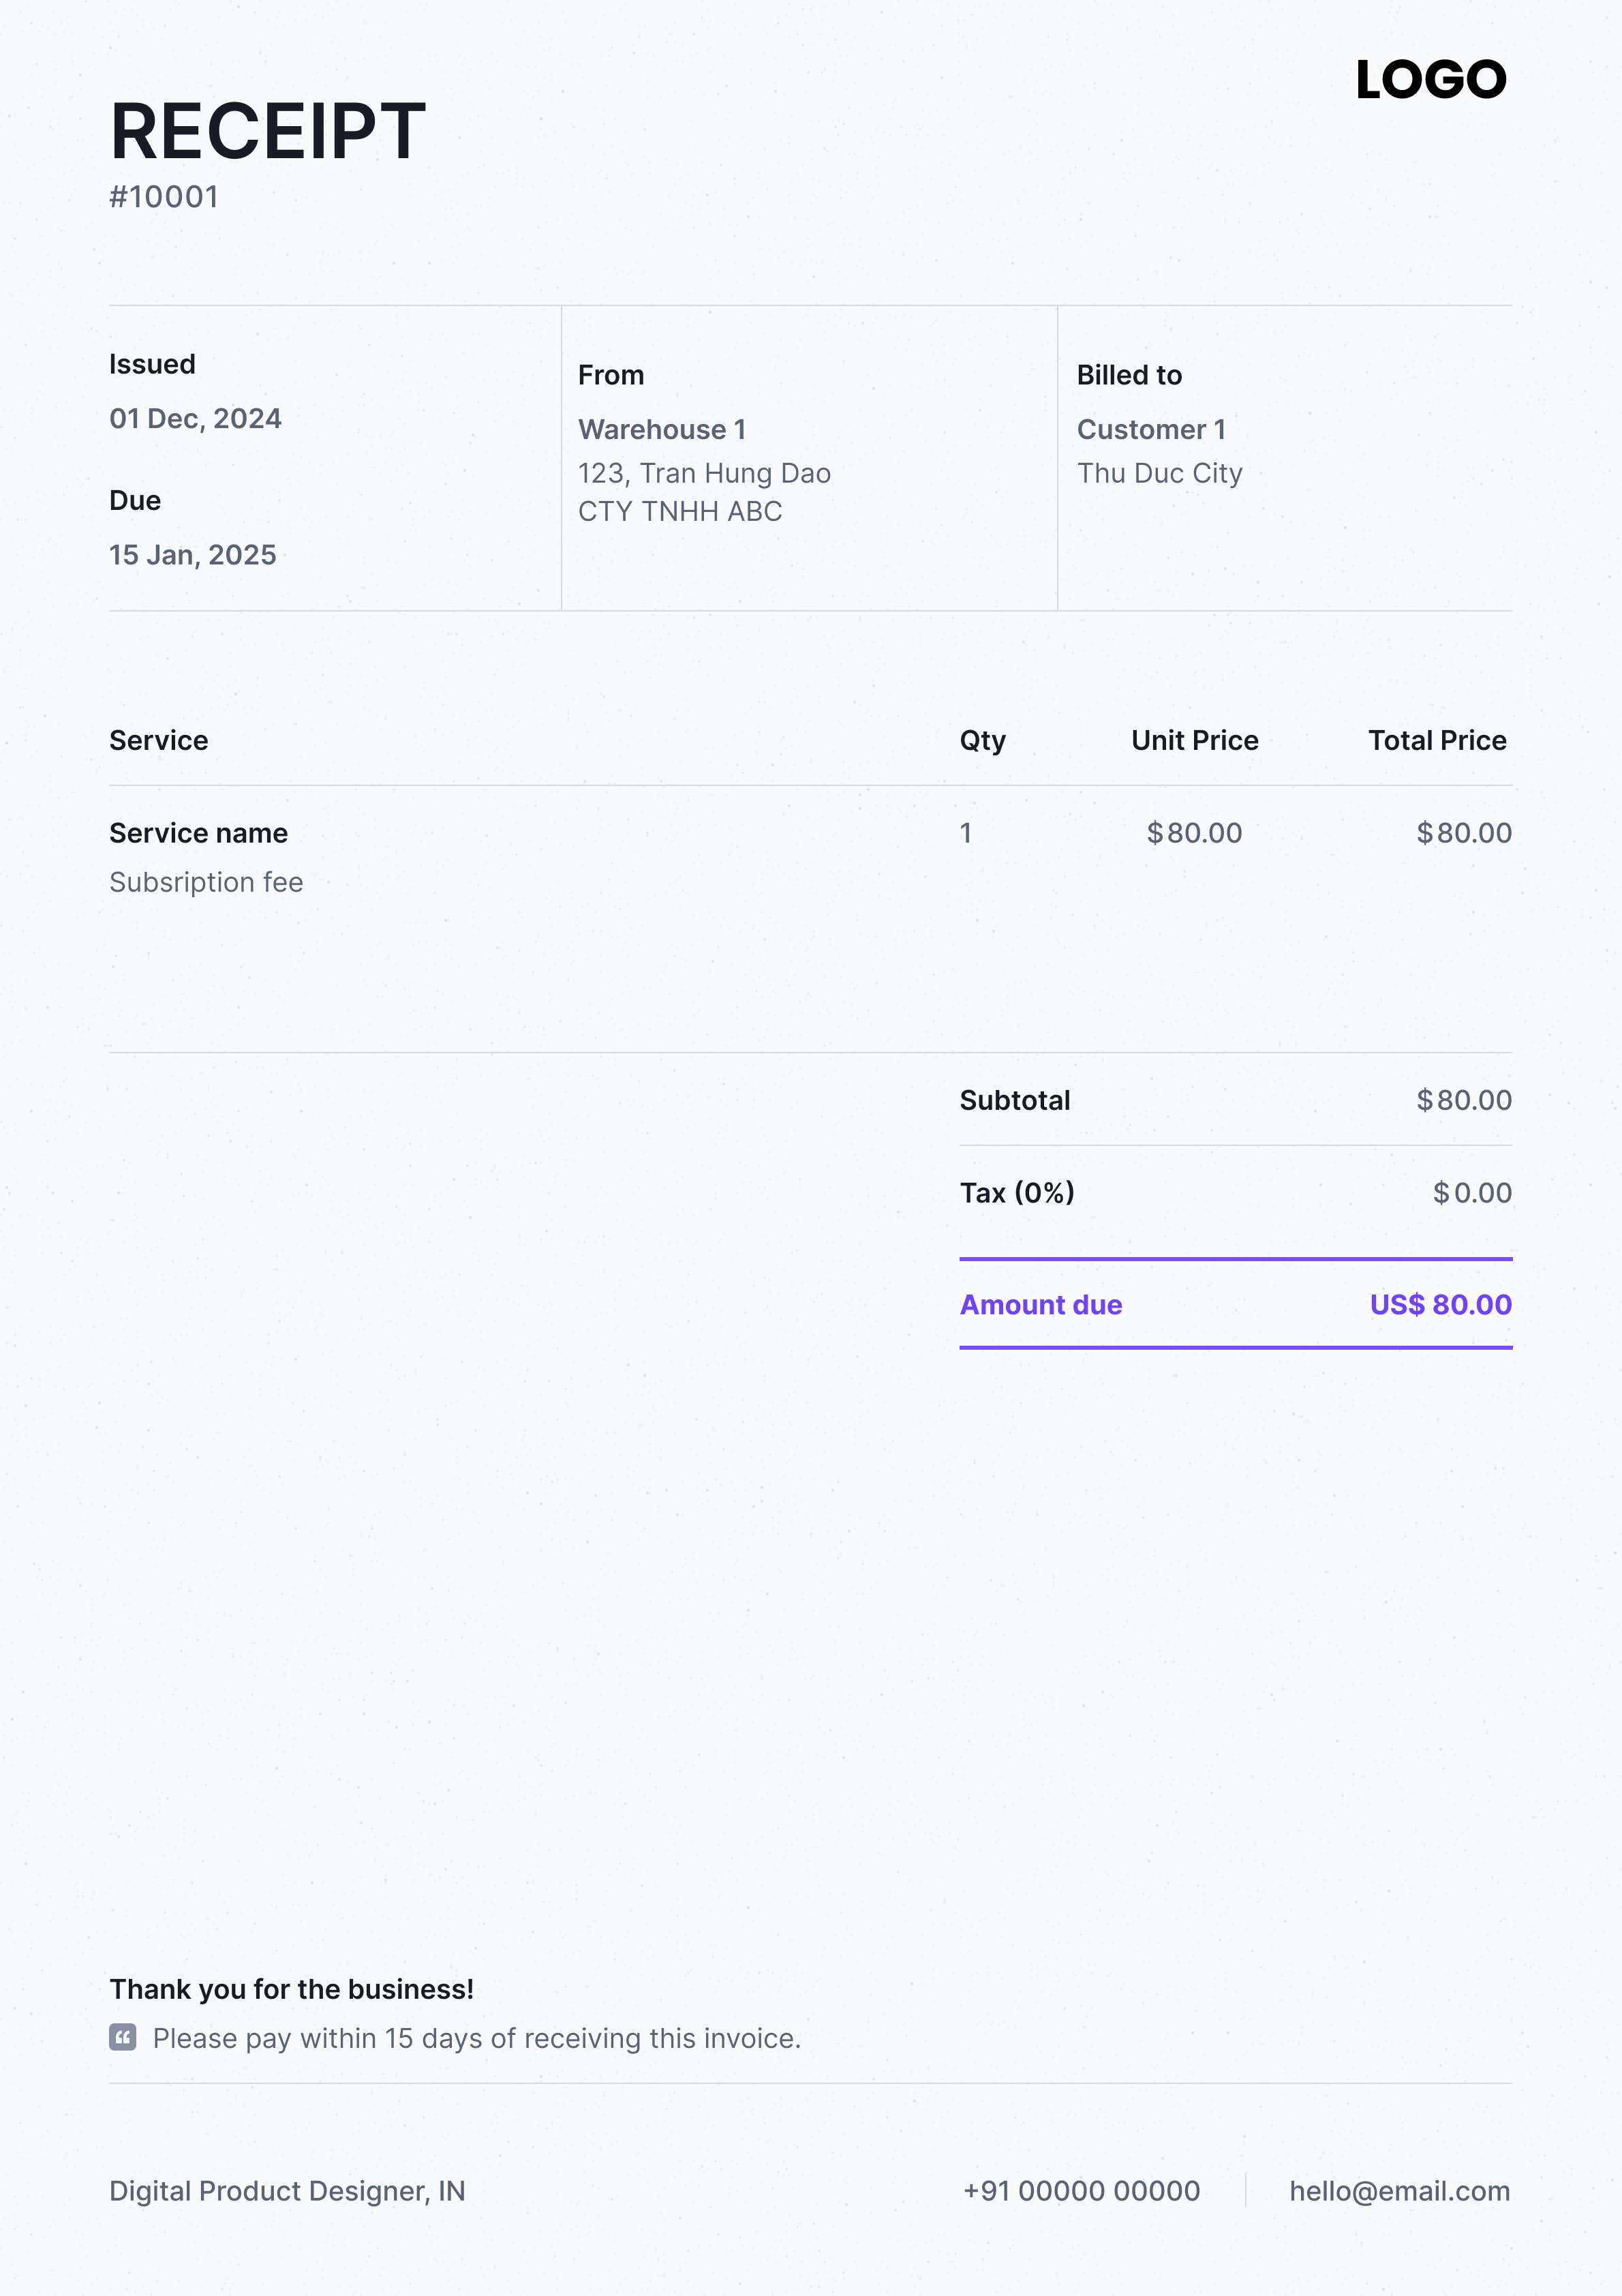 LOGO
RECEIPT
#10001
Issued
01 Dec, 2024
Due
15 Jan, 2025
From
Warehouse 1
123, Tran Hung Dao
CTY TNHH ABC
Billed to
Customer 1
Thu Duc City
Service Qty Unit Price Total Price
Service name 1 $80.00 $80.00
Subsription fee
Subtotal $80.00
Tax (0%) $0.00
Amount due US$ 80.00
Thank you for the business!
Please pay within 15 days of receiving this invoice.
Digital Product Designer, IN +91 00000 00000 hello@email.com